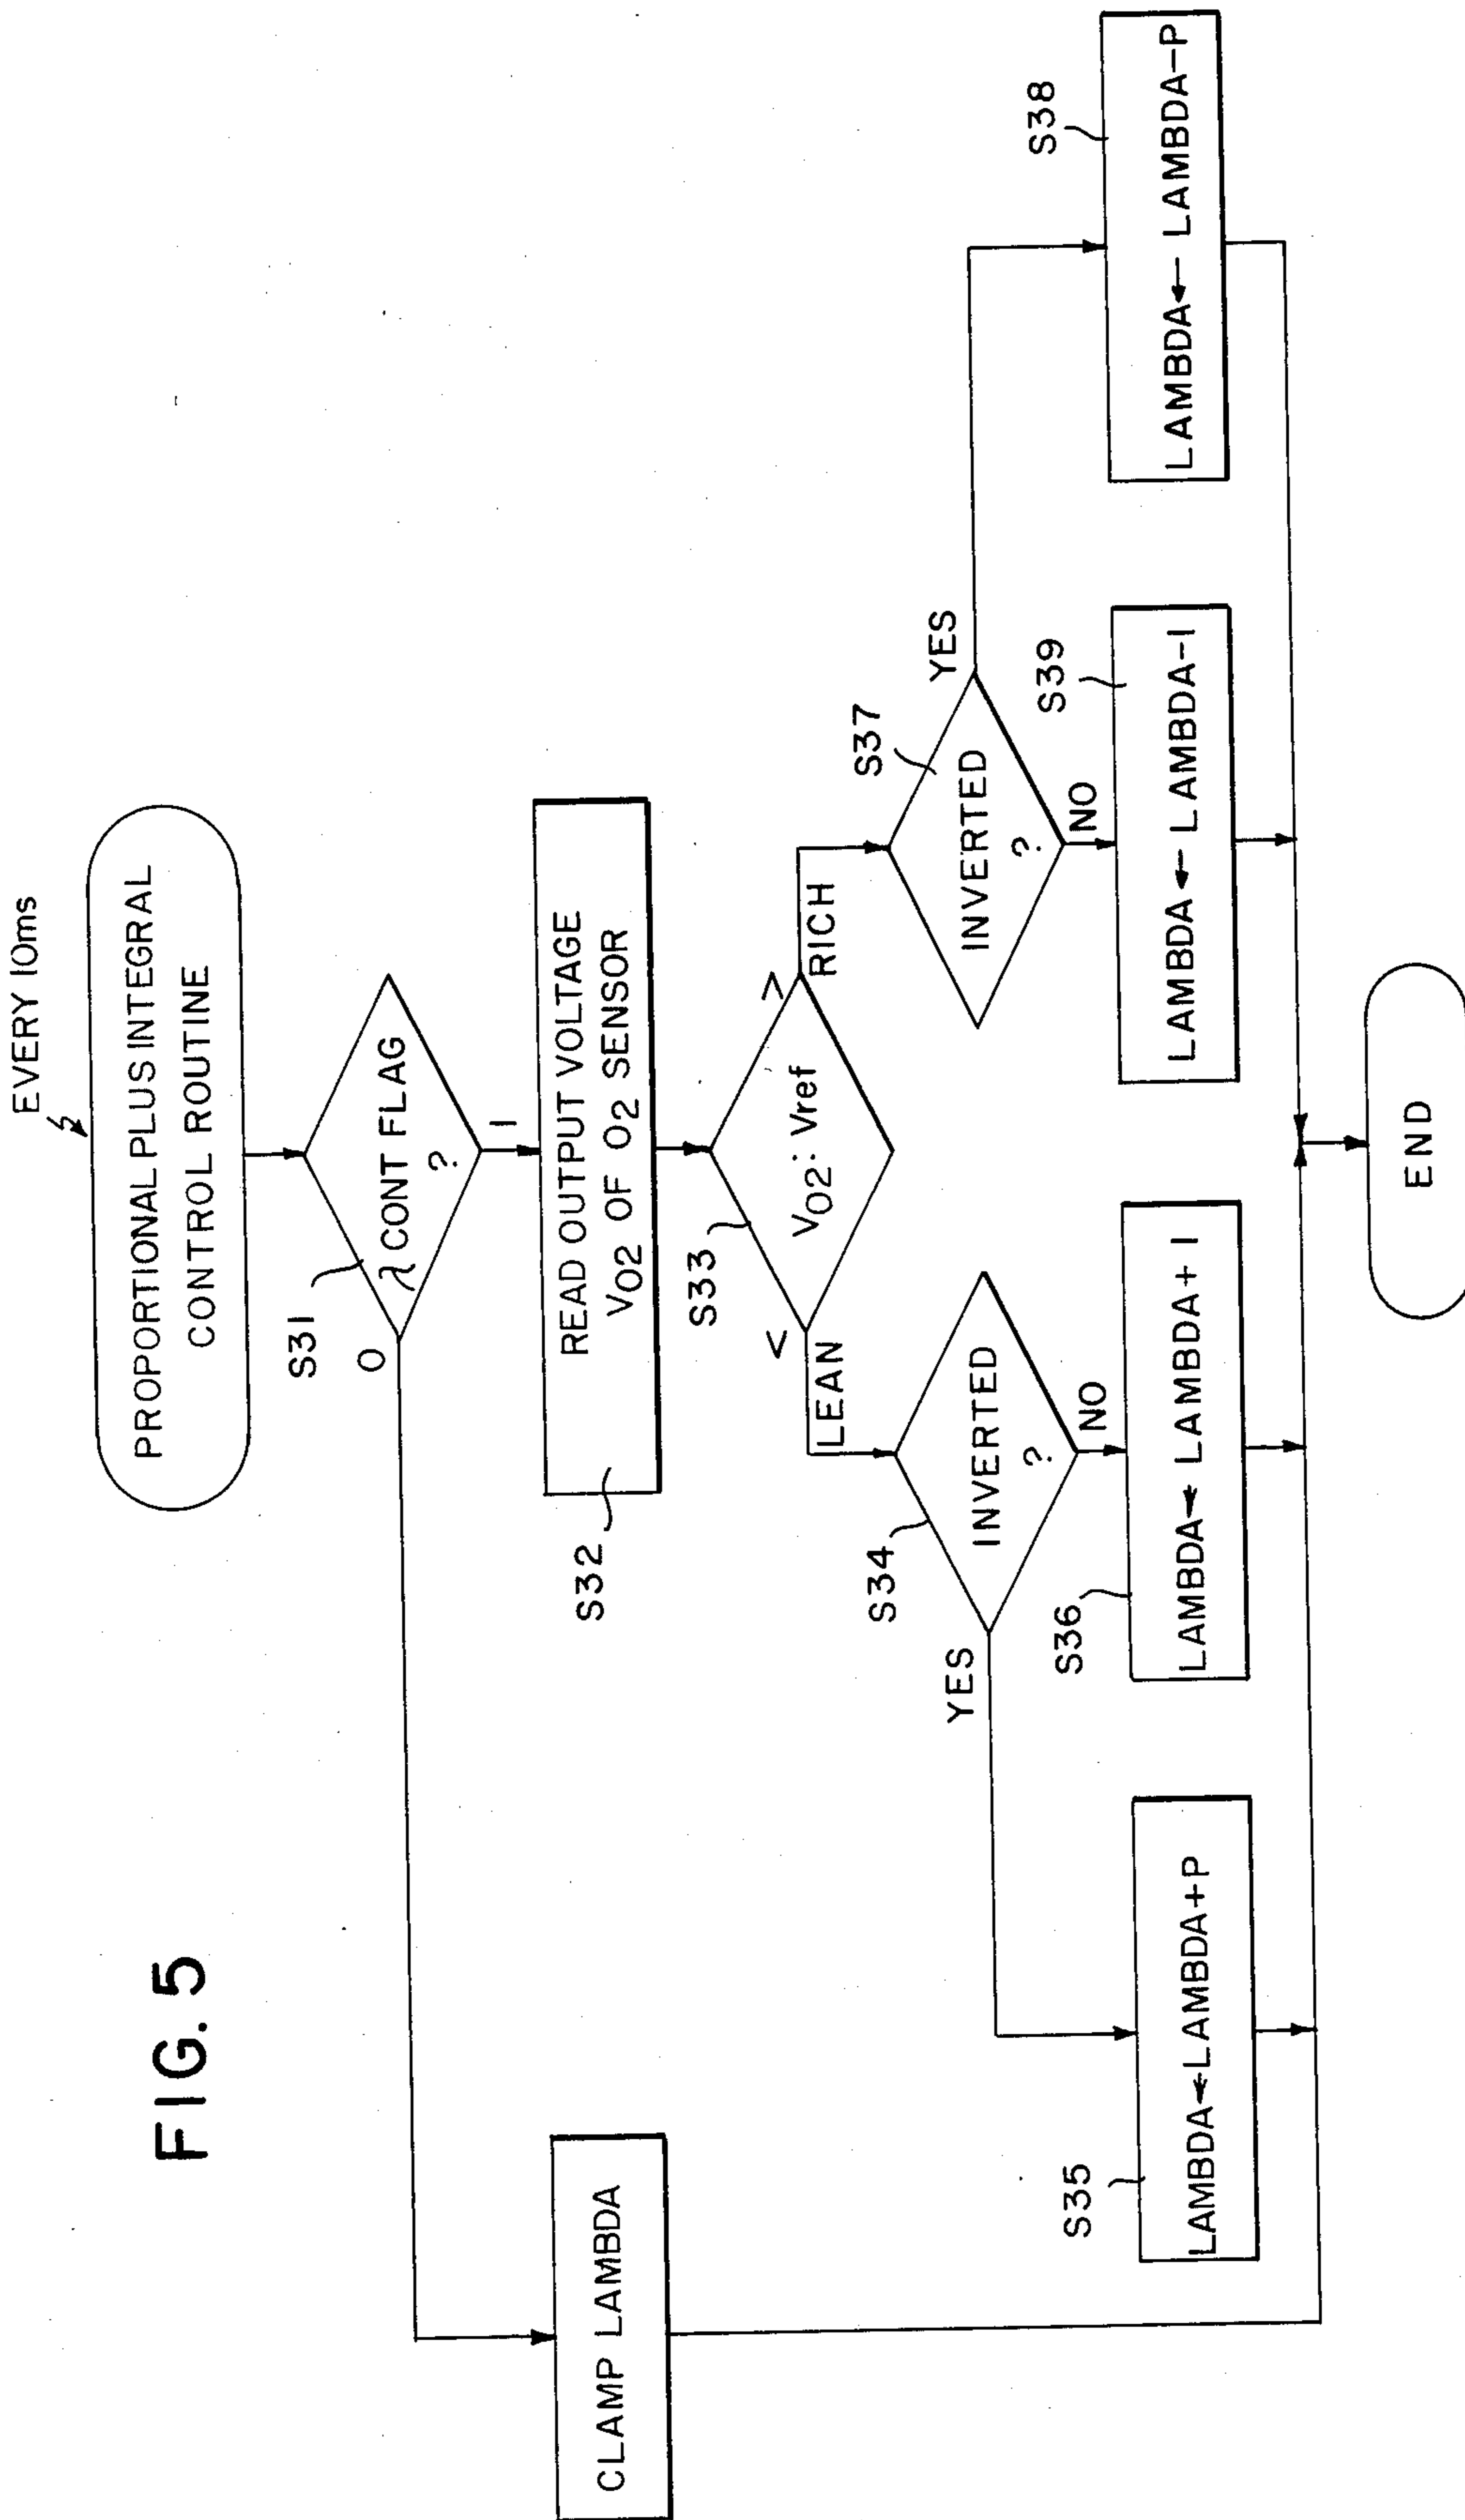 FIG. 5
EVERY 10ms
PROPORTIONAL PLUS INTEGRAL
CONTROL ROUTINE
S31
λ CONT FLAG
?
0
1
CLAMP LAMBDA
S32
READ OUTPUT VOLTAGE
VO2 OF O2 SENSOR
S33
VO2: Vref
<
LEAN
>
RICH
S34
INVERTED
?
YES
NO
S37
INVERTED
?
YES
NO
S35
LAMBDA←LAMBDA+P
S36
LAMBDA←LAMBDA+I
S39
LAMBDA←LAMBDA-I
S38
LAMBDA←LAMBDA-P
END